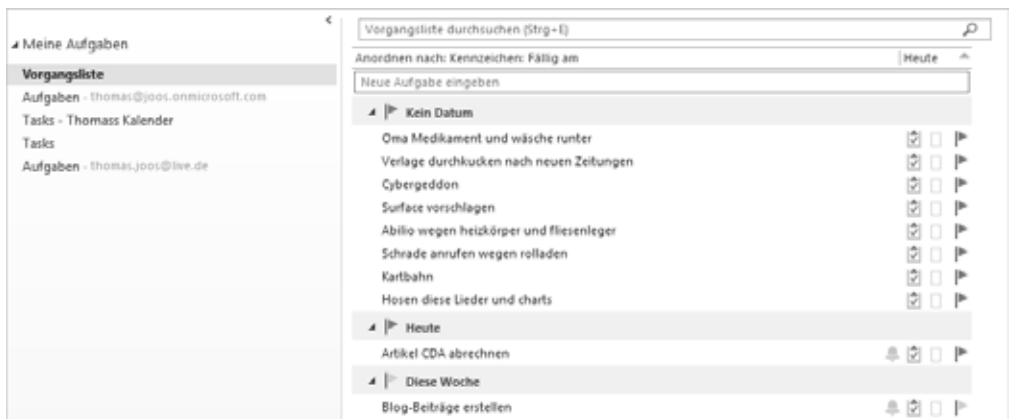 Meine Aufgaben
Vorgangsliste
Aufgaben - thomas@joos.onmicrosoft.com
Tasks - Thomass Kalender
Tasks
Aufgaben - thomas.joos@live.de
Vorgangsliste durchsuchen (Strg+E)
Anordnen nach: Kennzeichen: Fällig am Heute
Neue Aufgabe eingeben
Kein Datum
Oma Medikament und wäsche runter
Verlage durchkucken nach neuen Zeitungen
Cybergeddon
Surface vorschlagen
Abilio wegen heizkörper und fliesenleger
Schrade anrufen wegen rolladen
Kartbahn
Hosen diese Lieder und charts
Heute
Artikel CDA abrechnen
Diese Woche
Blog-Beiträge erstellen